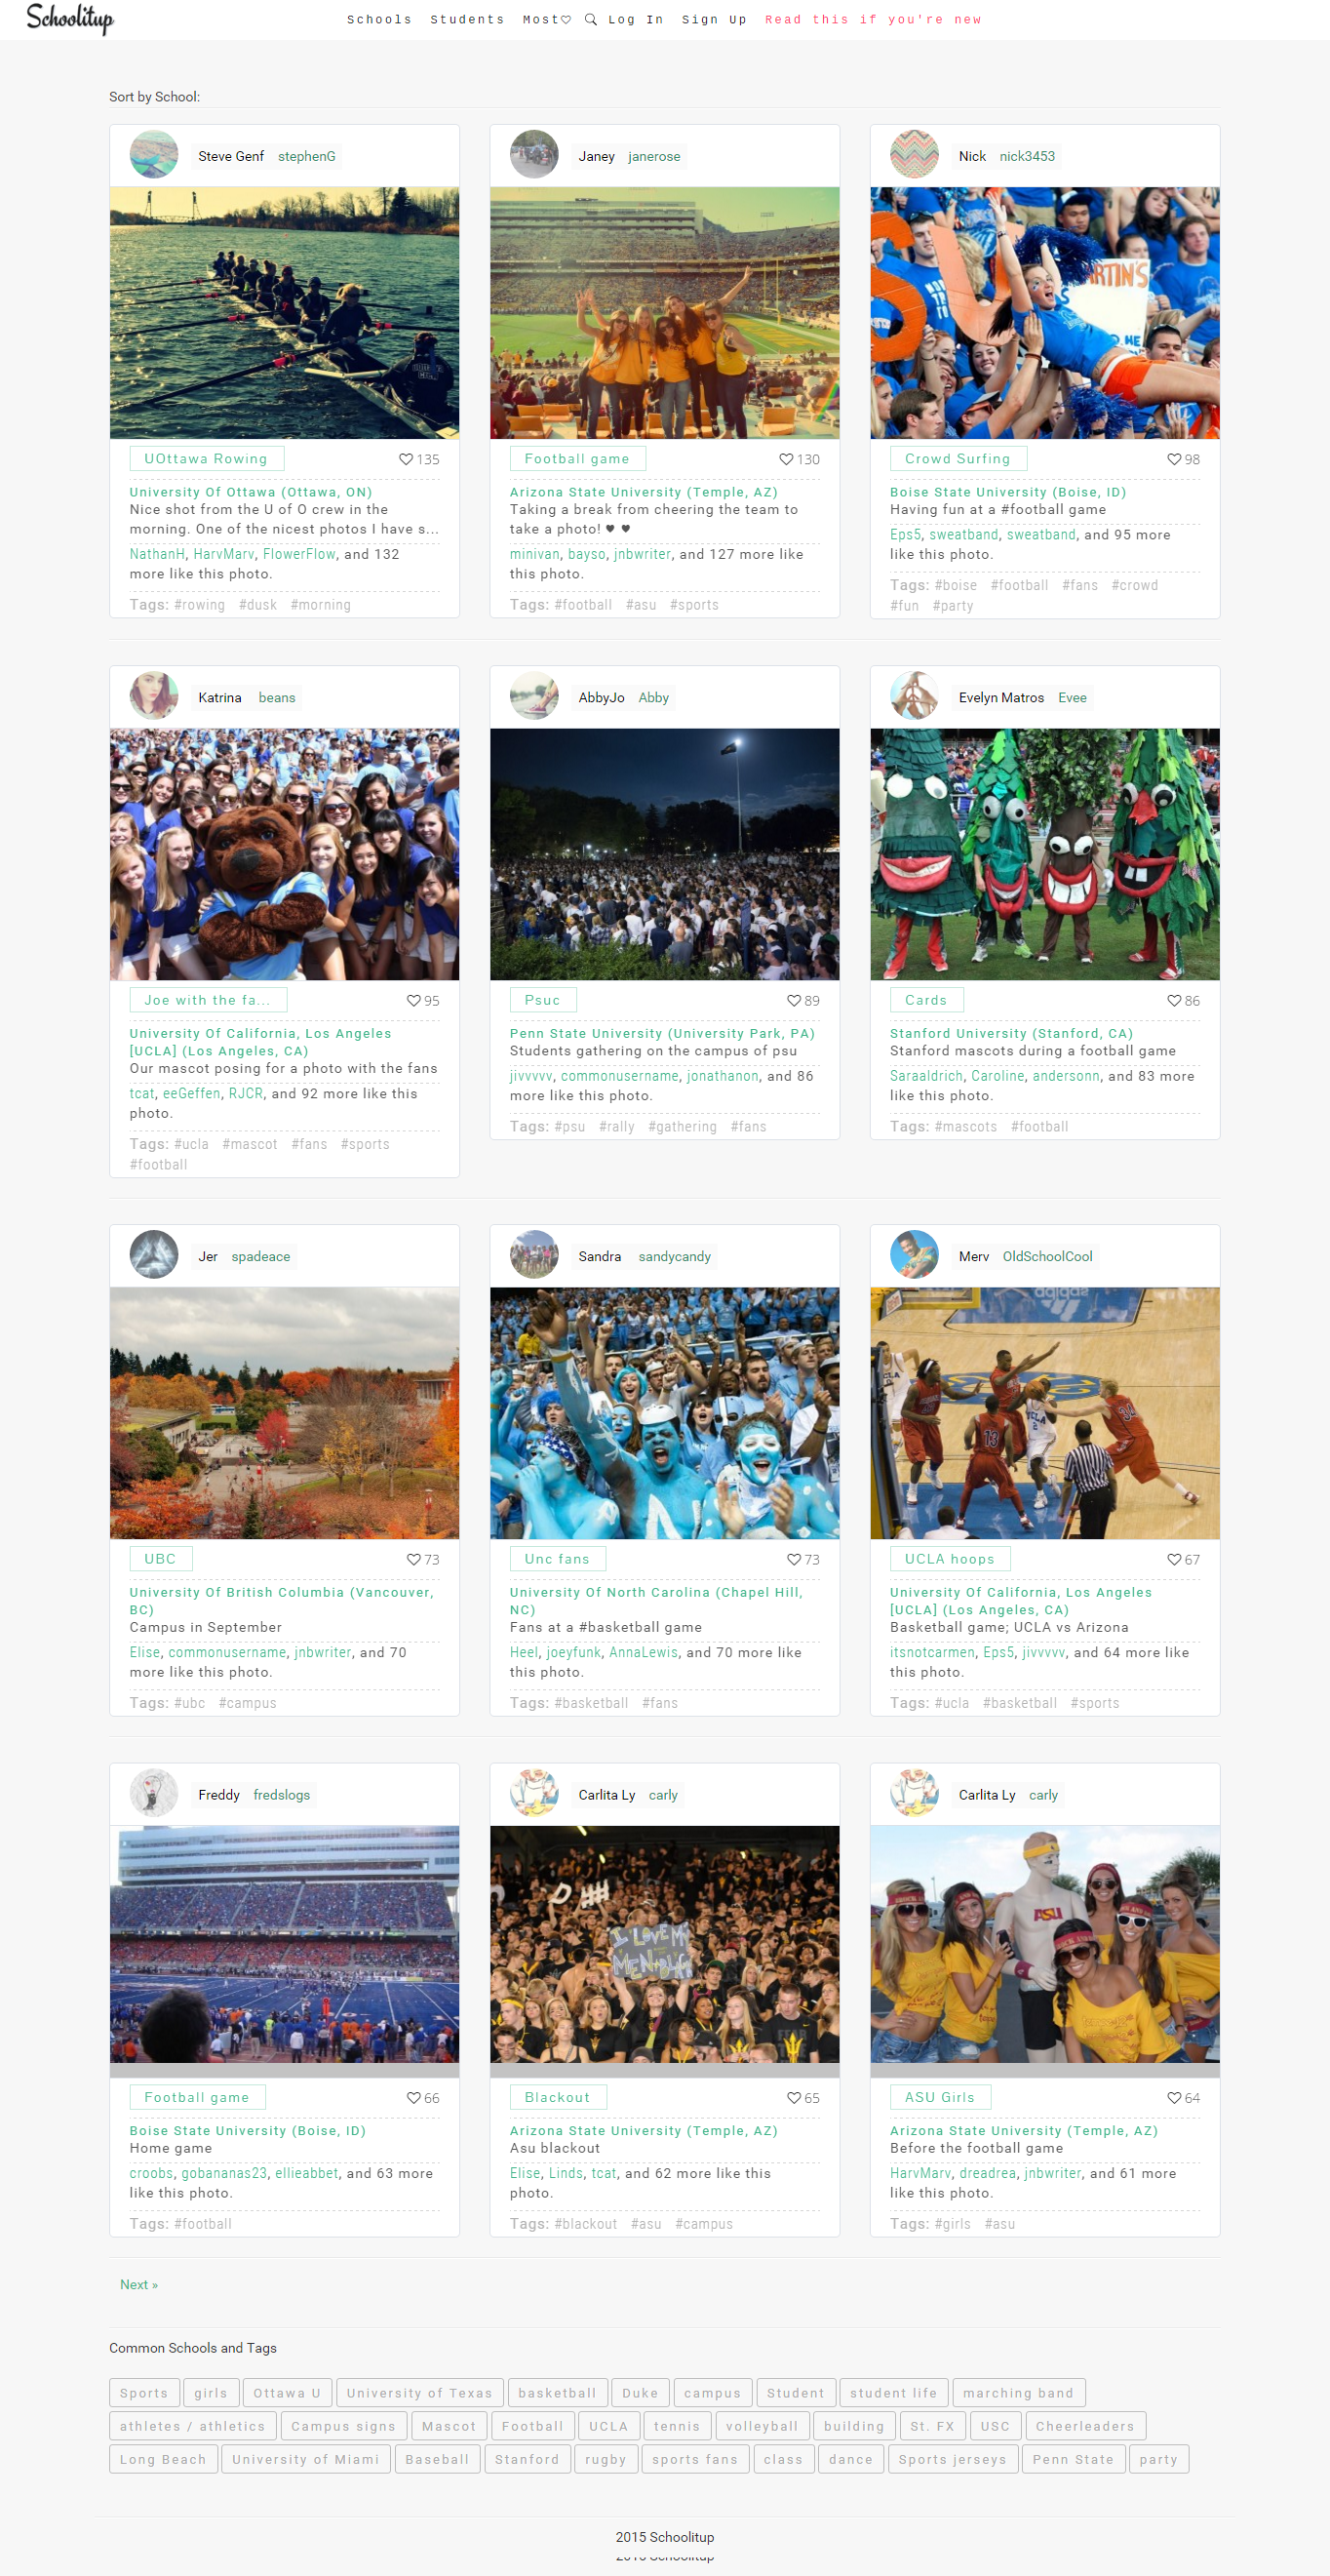 Schoolitup
Schools Students Most♡ Log In Sign Up Read this if you're new
Sort by School:
Steve Genf stephenG
Janey janerose
Nick nick3453
ARTIN'S
UOttawa Rowing 135
University Of Ottawa (Ottawa, ON)
Nice shot from the U of O crew in the
morning. One of the nicest photos I have s...
NathanH, HarvMarv, FlowerFlow, and 132
more like this photo.
Tags: #rowing #dusk #morning
Football game 130
Arizona State University (Temple, AZ)
Taking a break from cheering the team to
take a photo! ♥ ♥
minivan, bayso, jnbwriter, and 127 more like
this photo.
Tags: #football #asu #sports
Crowd Surfing 98
Boise State University (Boise, ID)
Having fun at a #football game
Eps5, sweatband, sweatband, and 95 more
like this photo.
Tags: #boise #football #fans #crowd
#fun #party
Katrina beans
AbbyJo Abby
Evelyn Matros Evee
Joe with the fa... 95
University Of California, Los Angeles
[UCLA] (Los Angeles, CA)
Our mascot posing for a photo with the fans
tcat, eeGeffen, RJCR, and 92 more like this
photo.
Tags: #ucla #mascot #fans #sports
#football
Psuc 89
Penn State University (University Park, PA)
Students gathering on the campus of psu
jivvvvv, commonusername, jonathanon, and 86
more like this photo.
Tags: #psu #rally #gathering #fans
Cards 86
Stanford University (Stanford, CA)
Stanford mascots during a football game
Saraaldrich, Caroline, andersonn, and 83 more
like this photo.
Tags: #mascots #football
Jer spadeace
Sandra sandycandy
Merv OldSchoolCool
adidas
UCLA
13
UBC 73
University Of British Columbia (Vancouver,
BC)
Campus in September
Elise, commonusername, jnbwriter, and 70
more like this photo.
Tags: #ubc #campus
Unc fans 73
University Of North Carolina (Chapel Hill,
NC)
Fans at a #basketball game
Heel, joeyfunk, AnnaLewis, and 70 more like
this photo.
Tags: #basketball #fans
UCLA hoops 67
University Of California, Los Angeles
[UCLA] (Los Angeles, CA)
Basketball game; UCLA vs Arizona
itsnotcarmen, Eps5, jivvvvv, and 64 more like
this photo.
Tags: #ucla #basketball #sports
Freddy fredslogs
Carlita Ly carly
Carlita Ly carly
D
I LOVE MY
ASU
Football game 66
Boise State University (Boise, ID)
Home game
croobs, gobananas23, ellieabbet, and 63 more
like this photo.
Tags: #football
Blackout 65
Arizona State University (Temple, AZ)
Asu blackout
Elise, Linds, tcat, and 62 more like this
photo.
Tags: #blackout #asu #campus
ASU Girls 64
Arizona State University (Temple, AZ)
Before the football game
HarvMarv, dreadrea, jnbwriter, and 61 more
like this photo.
Tags: #girls #asu
Next »
Common Schools and Tags
Sports girls Ottawa U University of Texas basketball Duke campus Student student life marching band
athletes / athletics Campus signs Mascot Football UCLA tennis volleyball building St. FX USC Cheerleaders
Long Beach University of Miami Baseball Stanford rugby sports fans class dance Sports jerseys Penn State party
2015 Schoolitup
2015 Schoolitup